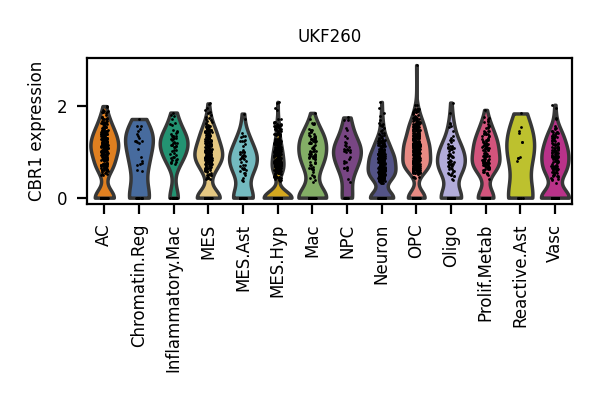 UKF260
CBR1 expression
2
0
AC
Chromatin.Reg
Inflammatory.Mac
MES
MES.Ast
MES.Hyp
Mac
NPC
Neuron
OPC
Oligo
Prolif.Metab
Reactive.Ast
Vasc